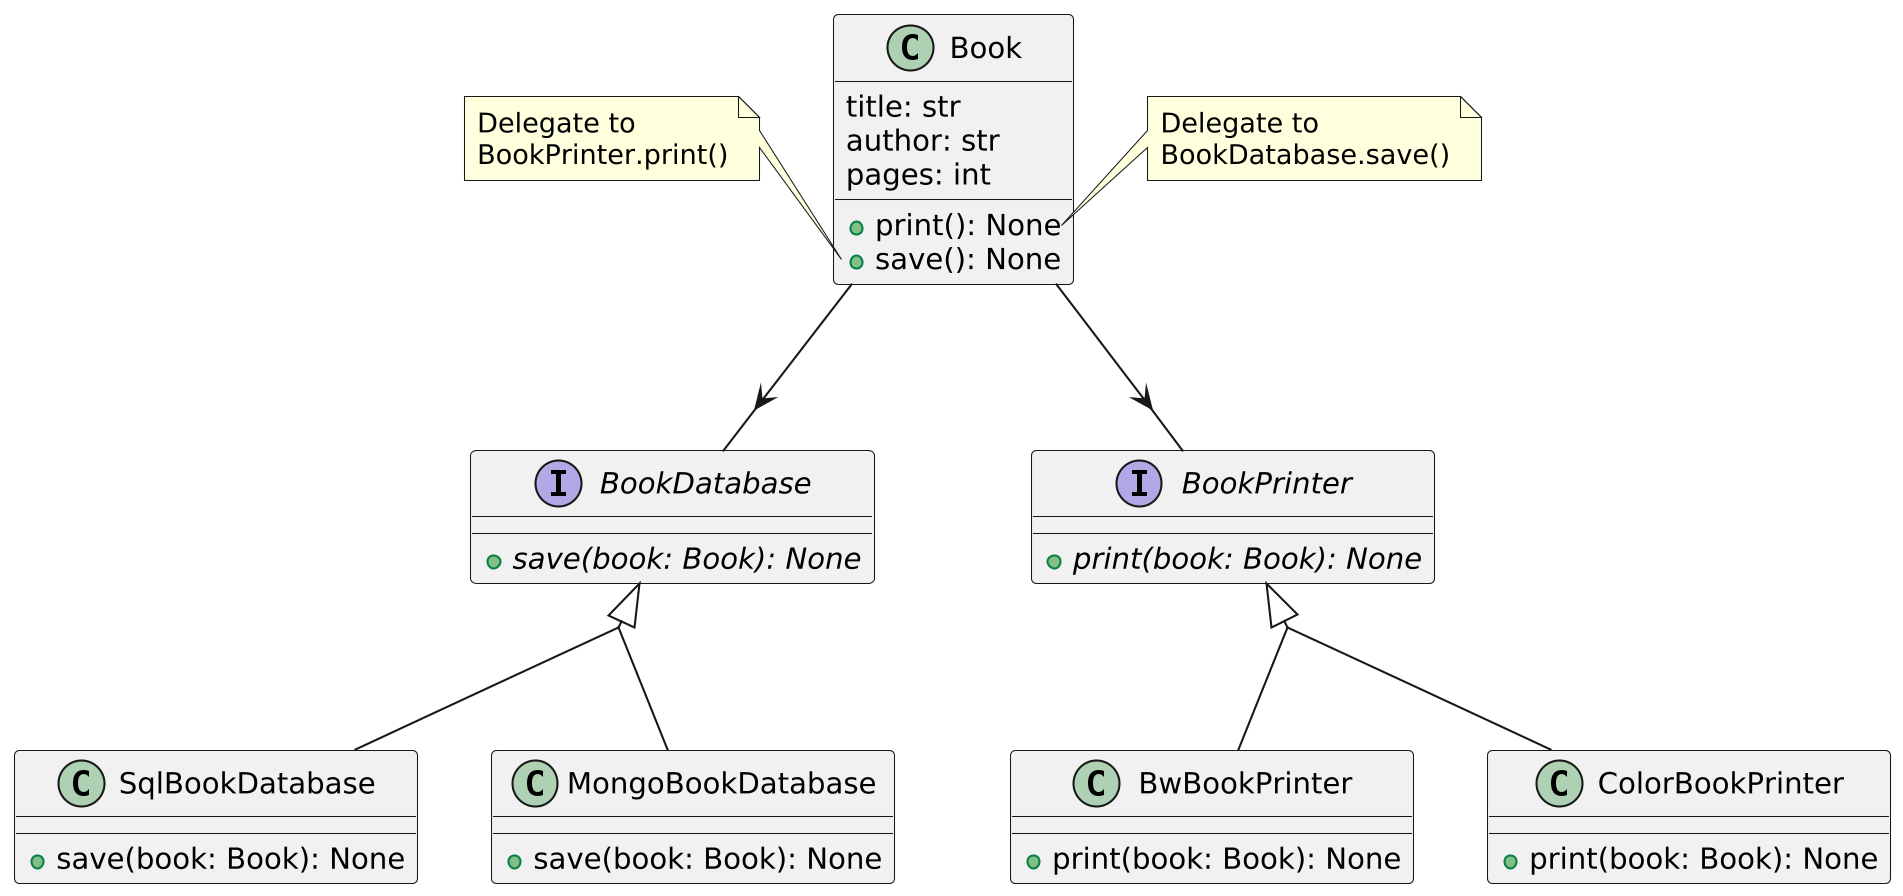 C Book
title: str
author: str
pages: int
print(): None
save(): None
Delegate to
BookPrinter.print()
Delegate to
BookDatabase.save()
I BookDatabase
save(book: Book): None
I BookPrinter
print(book: Book): None
C SqlBookDatabase
save(book: Book): None
C MongoBookDatabase
save(book: Book): None
C BwBookPrinter
print(book: Book): None
C ColorBookPrinter
print(book: Book): None